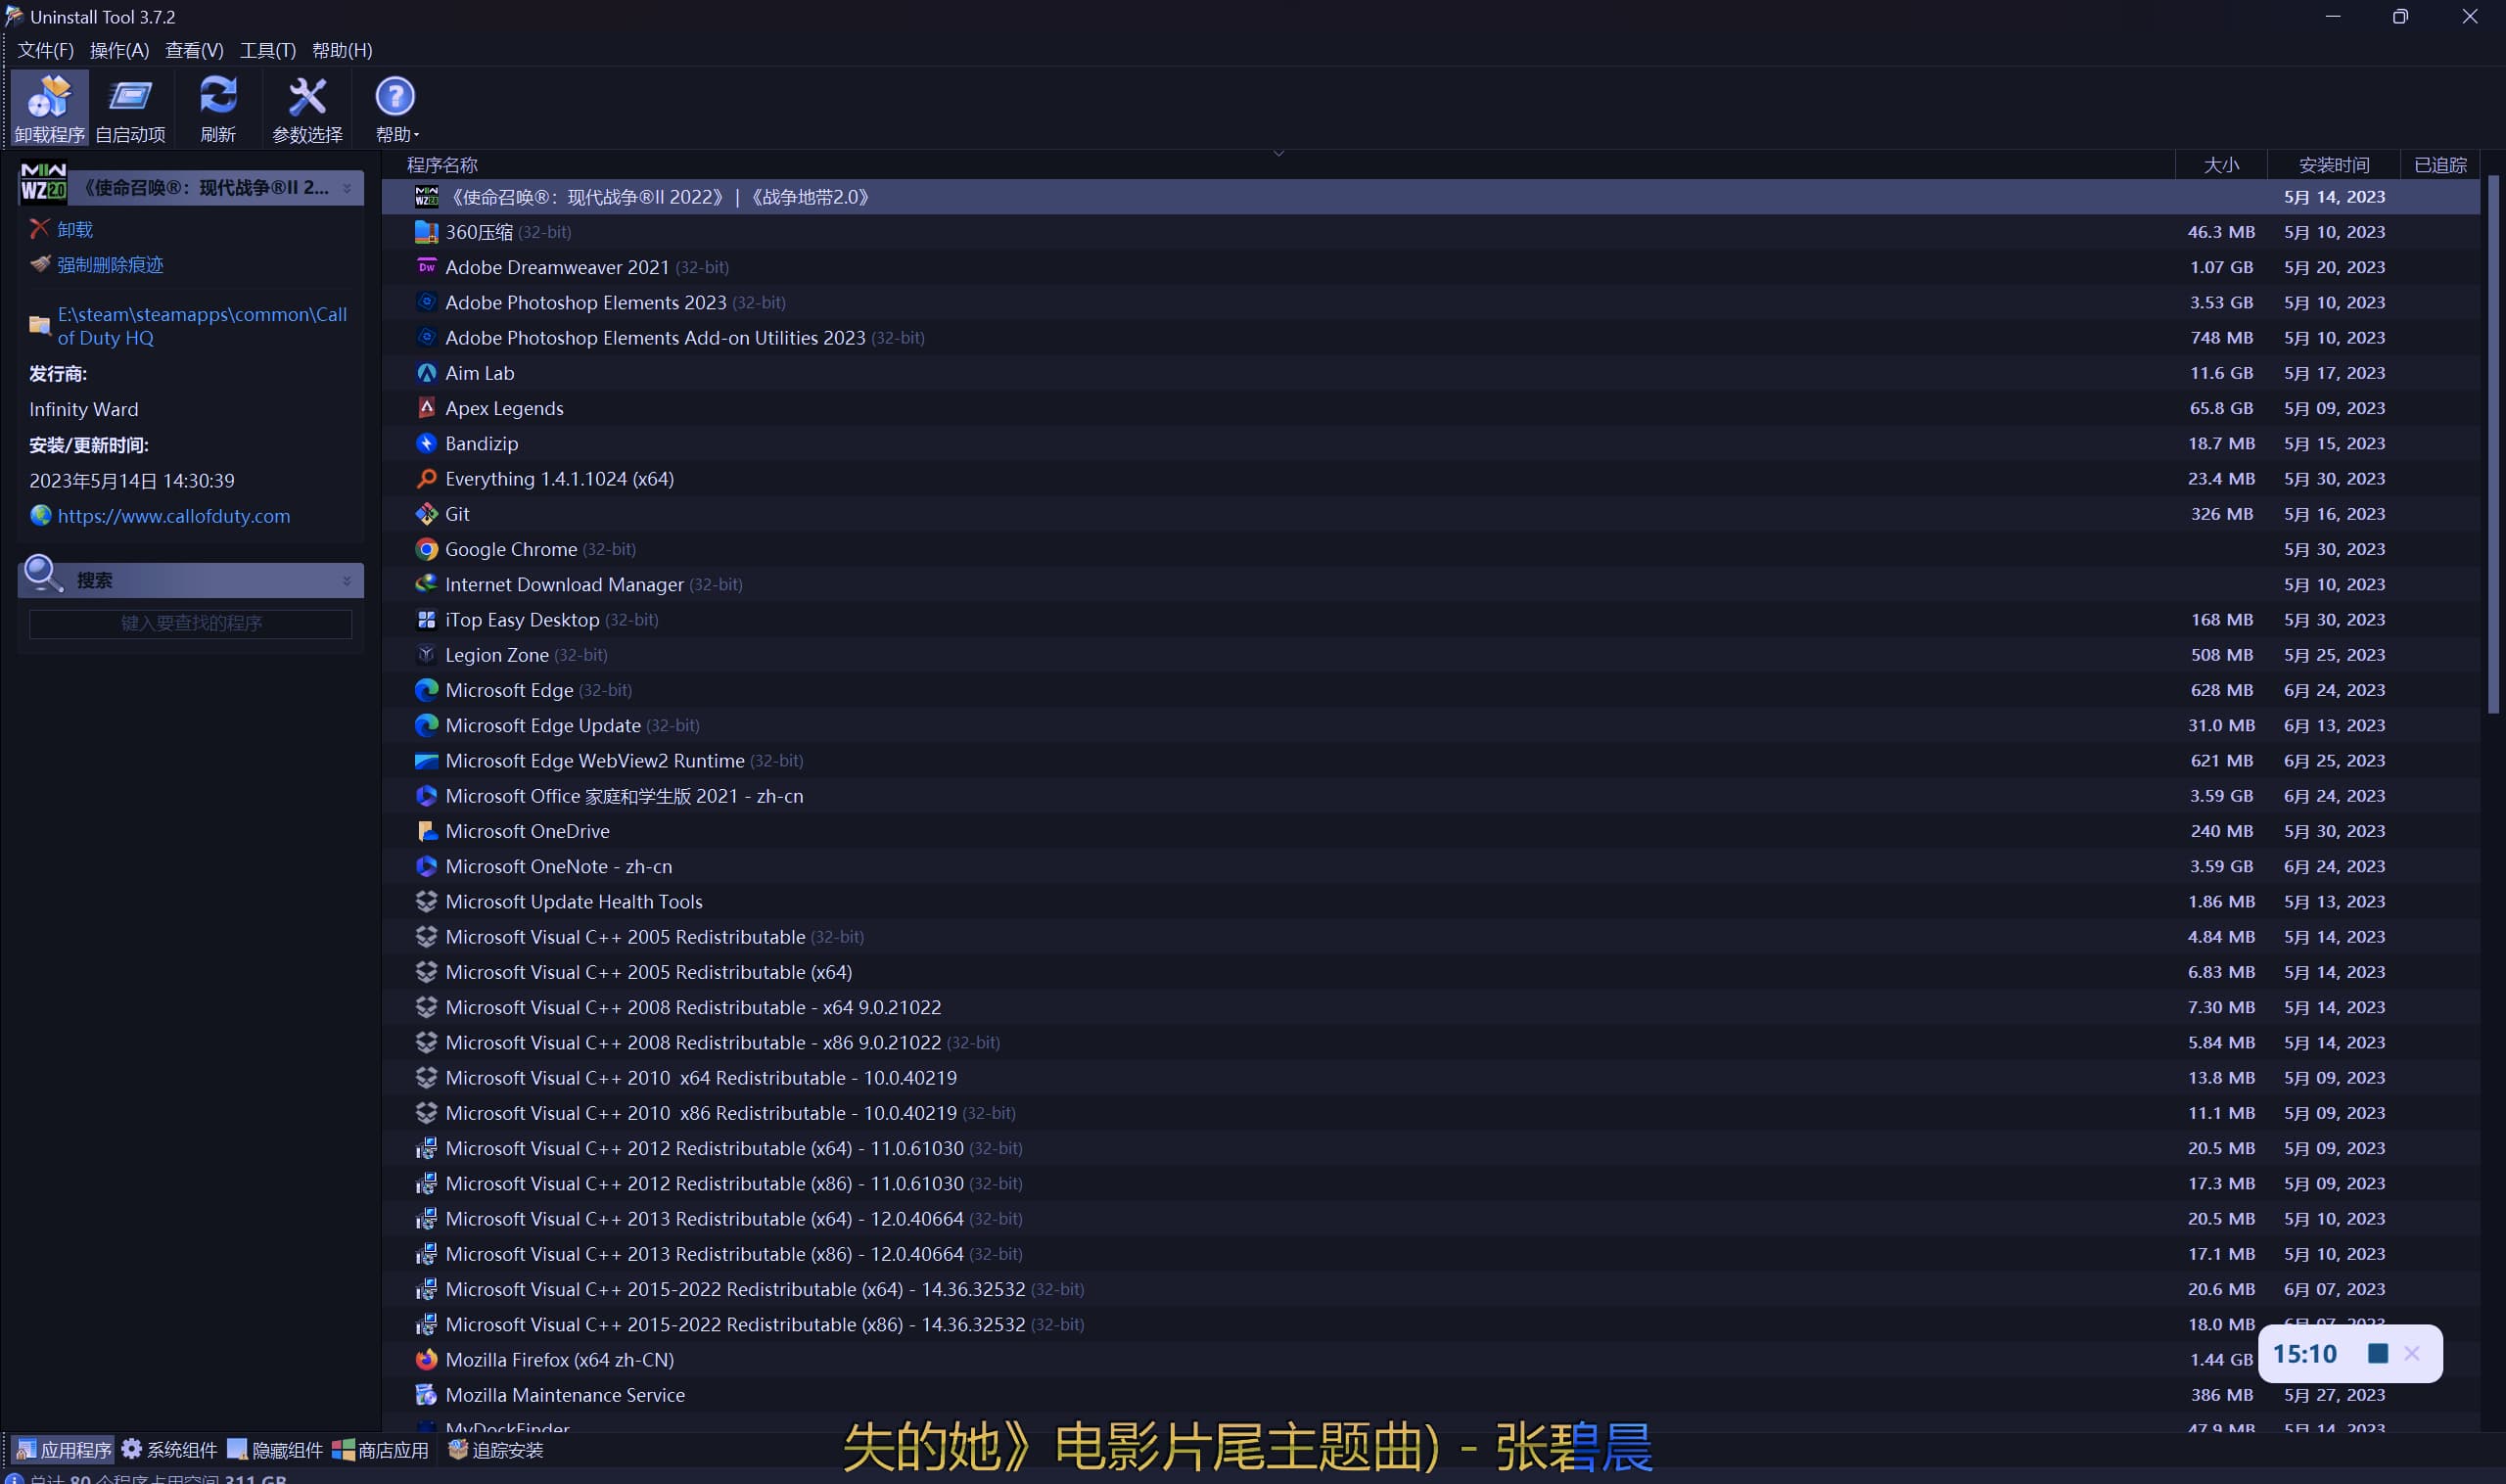 Uninstall Tool 3.7.2
文件(F) 操作(A) 查看(V) 工具(T) 帮助(H)
卸载程序 自启动项 刷新 参数选择 帮助
MW WZ2.0 《使命召唤®：现代战争®II 2...
卸载
强制删除痕迹
E:\steam\steamapps\common\Call
of Duty HQ
发行商:
Infinity Ward
安装/更新时间:
2023年5月14日 14:30:39
https://www.callofduty.com
搜索
键入要查找的程序
程序名称 大小 安装时间 已追踪
《使命召唤®：现代战争®II 2022》 | 《战争地带2.0》 5月 14, 2023
360压缩 (32-bit) 46.3 MB 5月 10, 2023
Adobe Dreamweaver 2021 (32-bit) 1.07 GB 5月 20, 2023
Adobe Photoshop Elements 2023 (32-bit) 3.53 GB 5月 10, 2023
Adobe Photoshop Elements Add-on Utilities 2023 (32-bit) 748 MB 5月 10, 2023
Aim Lab 11.6 GB 5月 17, 2023
Apex Legends 65.8 GB 5月 09, 2023
Bandizip 18.7 MB 5月 15, 2023
Everything 1.4.1.1024 (x64) 23.4 MB 5月 30, 2023
Git 326 MB 5月 16, 2023
Google Chrome (32-bit) 5月 30, 2023
Internet Download Manager (32-bit) 5月 10, 2023
iTop Easy Desktop (32-bit) 168 MB 5月 30, 2023
Legion Zone (32-bit) 508 MB 5月 25, 2023
Microsoft Edge (32-bit) 628 MB 6月 24, 2023
Microsoft Edge Update (32-bit) 31.0 MB 6月 13, 2023
Microsoft Edge WebView2 Runtime (32-bit) 621 MB 6月 25, 2023
Microsoft Office 家庭和学生版 2021 - zh-cn 3.59 GB 6月 24, 2023
Microsoft OneDrive 240 MB 5月 30, 2023
Microsoft OneNote - zh-cn 3.59 GB 6月 24, 2023
Microsoft Update Health Tools 1.86 MB 5月 13, 2023
Microsoft Visual C++ 2005 Redistributable (32-bit) 4.84 MB 5月 14, 2023
Microsoft Visual C++ 2005 Redistributable (x64) 6.83 MB 5月 14, 2023
Microsoft Visual C++ 2008 Redistributable - x64 9.0.21022 7.30 MB 5月 14, 2023
Microsoft Visual C++ 2008 Redistributable - x86 9.0.21022 (32-bit) 5.84 MB 5月 14, 2023
Microsoft Visual C++ 2010 x64 Redistributable - 10.0.40219 13.8 MB 5月 09, 2023
Microsoft Visual C++ 2010 x86 Redistributable - 10.0.40219 (32-bit) 11.1 MB 5月 09, 2023
Microsoft Visual C++ 2012 Redistributable (x64) - 11.0.61030 (32-bit) 20.5 MB 5月 09, 2023
Microsoft Visual C++ 2012 Redistributable (x86) - 11.0.61030 (32-bit) 17.3 MB 5月 09, 2023
Microsoft Visual C++ 2013 Redistributable (x64) - 12.0.40664 (32-bit) 20.5 MB 5月 10, 2023
Microsoft Visual C++ 2013 Redistributable (x86) - 12.0.40664 (32-bit) 17.1 MB 5月 10, 2023
Microsoft Visual C++ 2015-2022 Redistributable (x64) - 14.36.32532 (32-bit) 20.6 MB 6月 07, 2023
Microsoft Visual C++ 2015-2022 Redistributable (x86) - 14.36.32532 (32-bit) 18.0 MB 6月 07, 2023
Mozilla Firefox (x64 zh-CN) 1.44 GB
15:10
Mozilla Maintenance Service 386 MB 5月 27, 2023
MyDockFinder 47.9 MB 5月 14, 2023
失的她》电影片尾主题曲) - 张碧晨
应用程序 系统组件 隐藏组件 商店应用 追踪安装
总计 80 个程序占用空间 311 GB